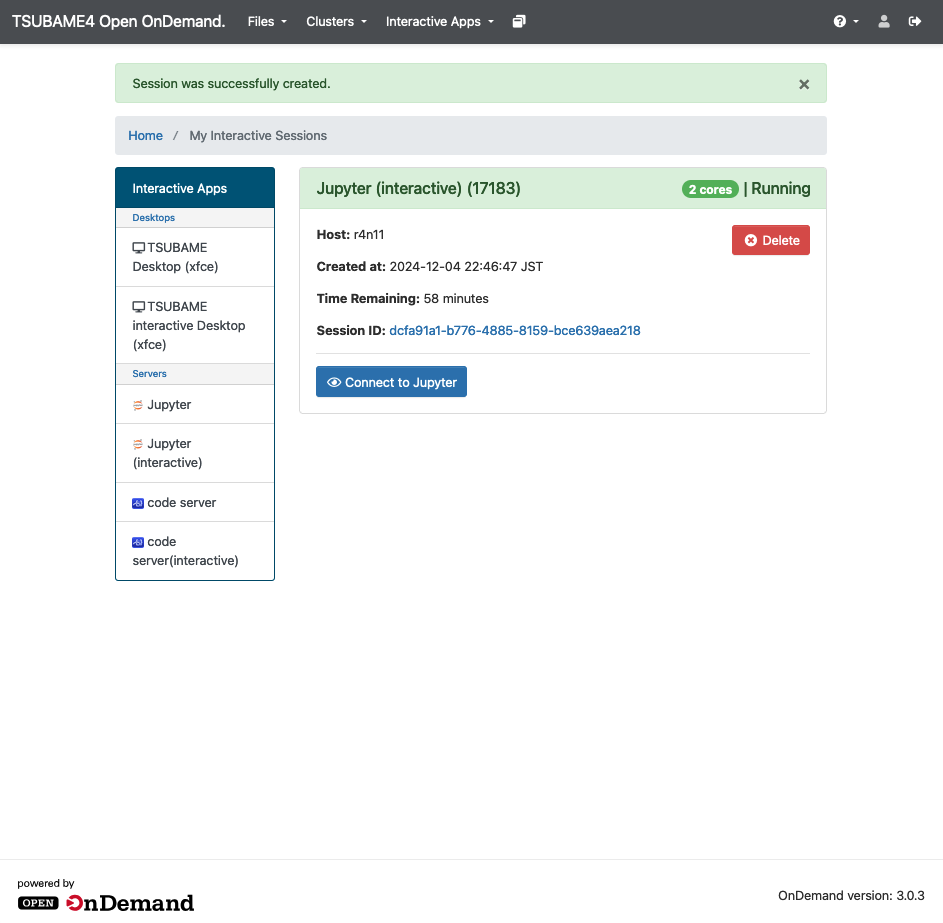 TSUBAME4 Open OnDemand. Files Clusters Interactive Apps
Session was successfully created.
Home / My Interactive Sessions
Interactive Apps
Desktops
TSUBAME
Desktop (xfce)
TSUBAME
interactive Desktop
(xfce)
Servers
Jupyter
Jupyter
(interactive)
code server
code
server(interactive)
Jupyter (interactive) (17183) 2 cores | Running
Host: r4n11
Delete
Created at: 2024-12-04 22:46:47 JST
Time Remaining: 58 minutes
Session ID: dcfa91a1-b776-4885-8159-bce639aea218
Connect to Jupyter
powered by
OPEN OnDemand
OnDemand version: 3.0.3